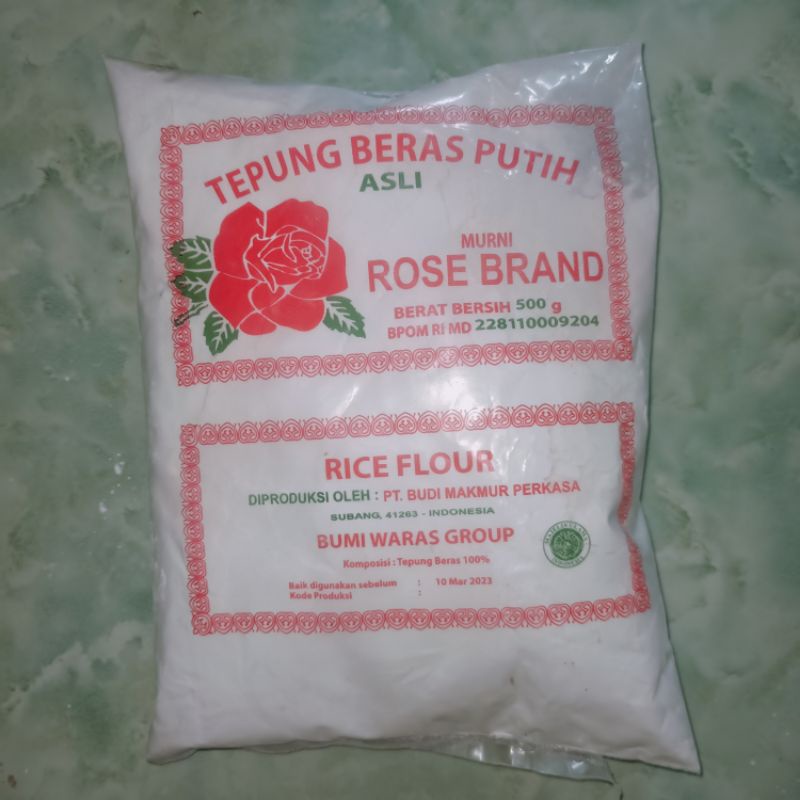 TEPUNG BERAS PUTIH
ASLI
MURNI
ROSE BRAND
BERAT BERSIH 500 g
BPOM RI MD 228110009204
RICE FLOUR
DIPRODUKSI OLEH : PT. BUDI MAKMUR PERKASA
SUBANG, 41263 - INDONESIA
BUMI WARAS GROUP
Komposisi : Tepung Beras 100%
Baik digunakan sebelum : 10 Mar 2023
Kode Produksi :